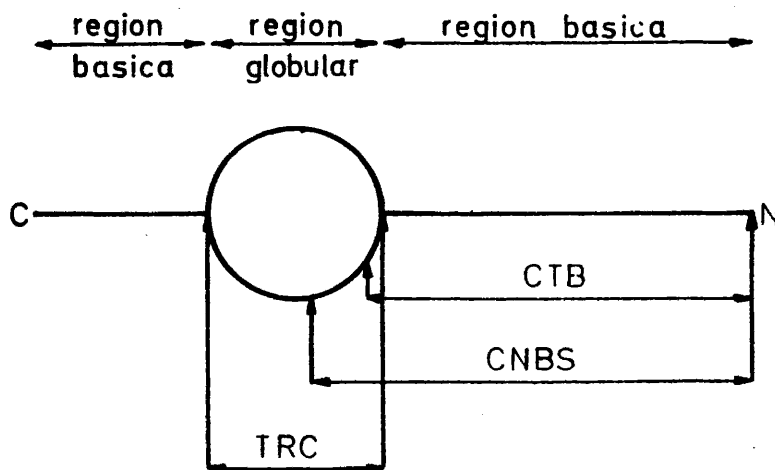 region region region basica
basica globular
C N
CTB
CNBS
TRC